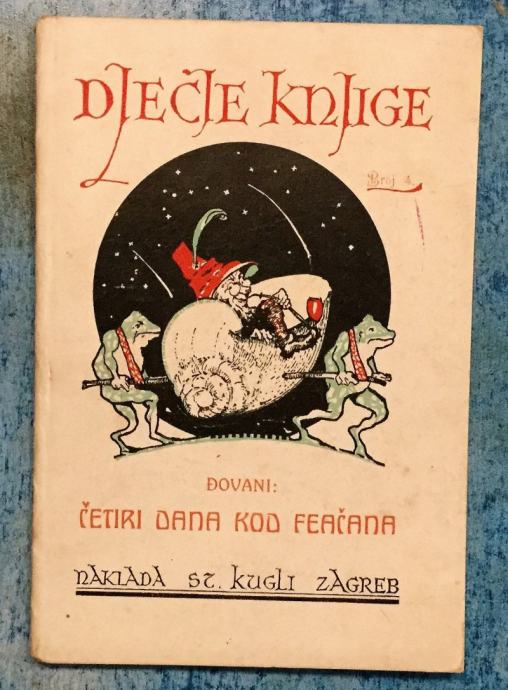 DJEČJE KNJIGE
Broj 4.
ĐOVANI:
ČETIRI DANA KOD FEAČANA
NAKLADA ST. KUGLI ZAGREB